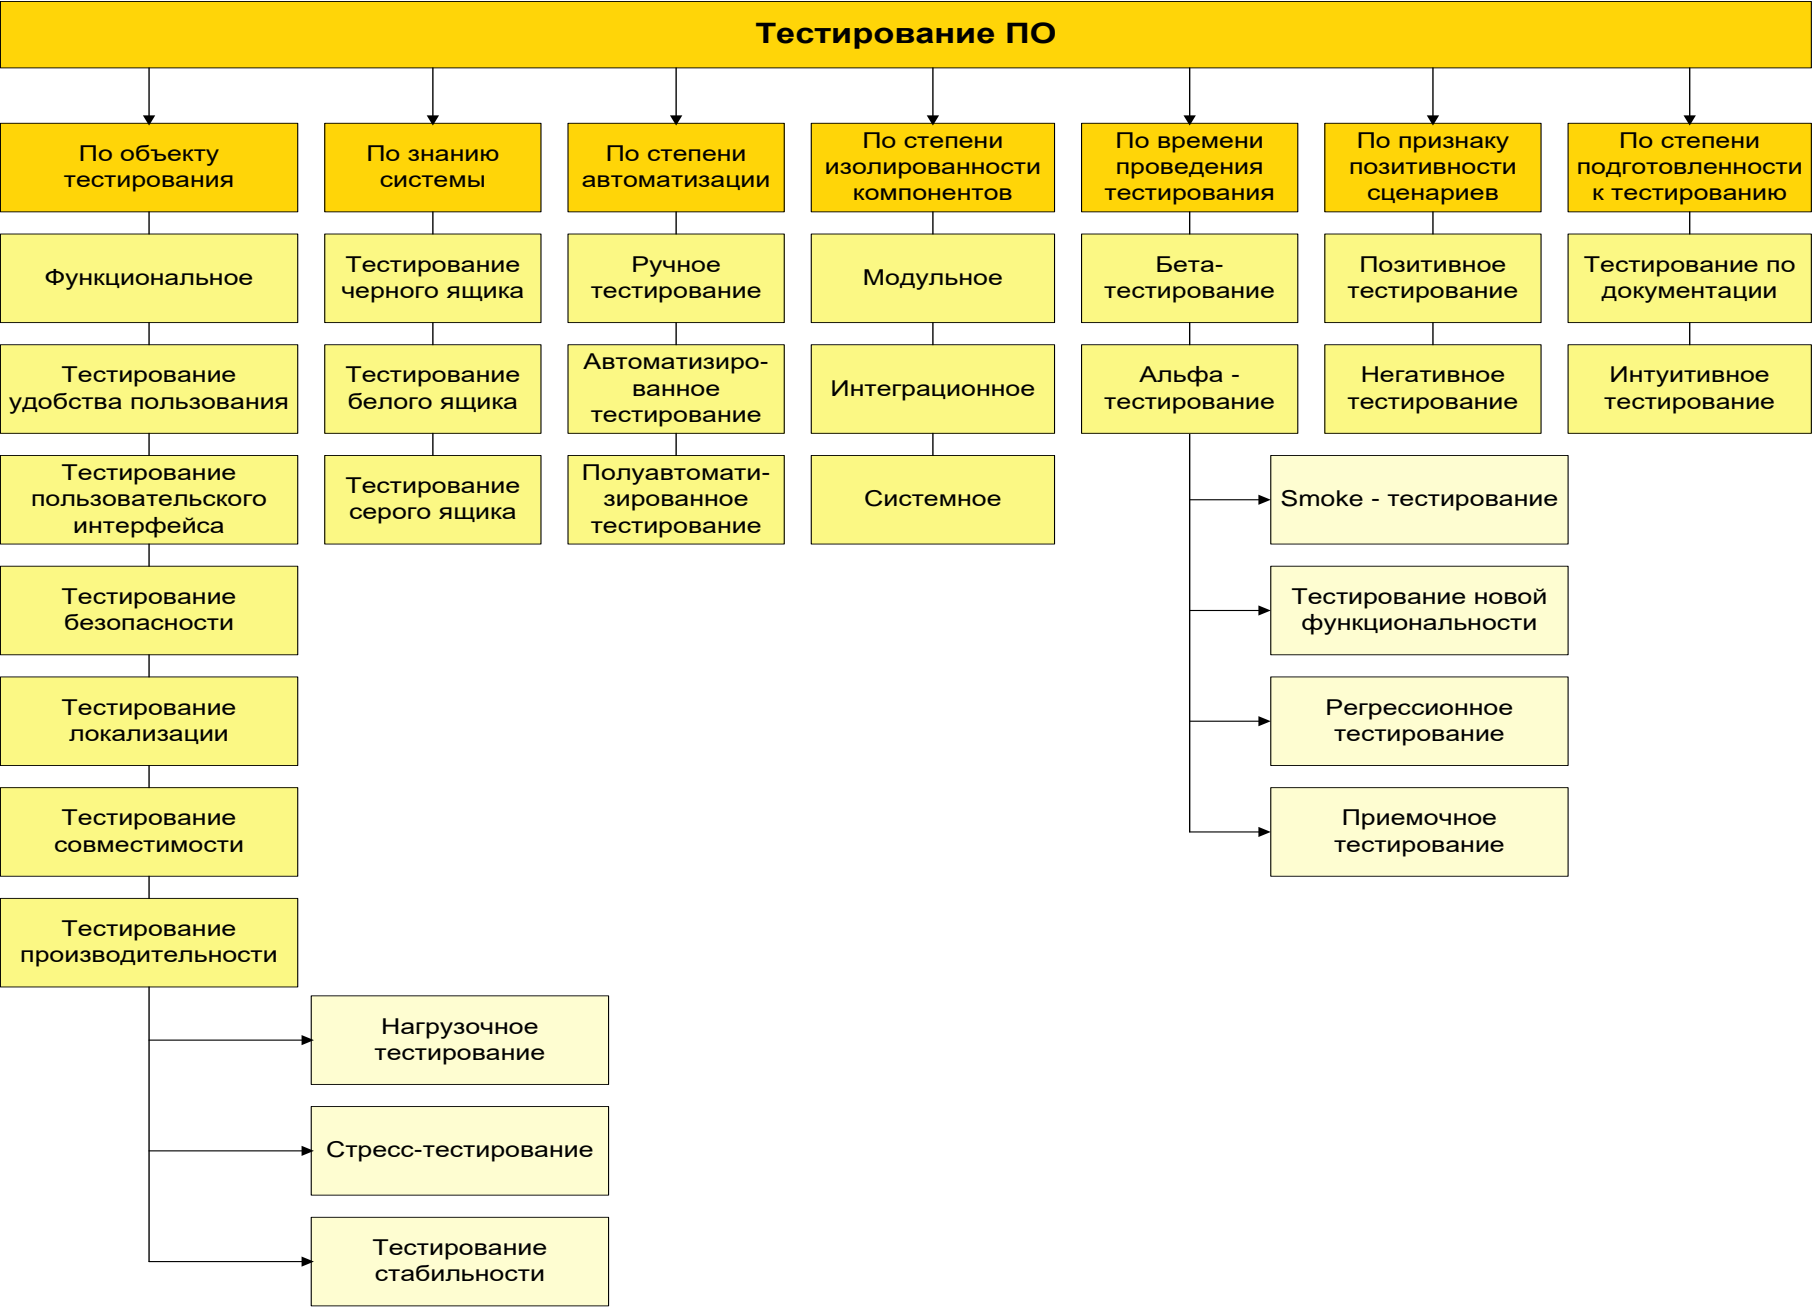 Тестирование ПО
По объекту
тестирования
По знанию
системы
По степени
автоматизации
По степени
изолированности
компонентов
По времени
проведения
тестирования
По признаку
позитивности
сценариев
По степени
подготовленности
к тестированию
Функциональное
Тестирование
черного ящика
Ручное
тестирование
Модульное
Бета-
тестирование
Позитивное
тестирование
Тестирование по
документации
Тестирование
удобства пользования
Тестирование
белого ящика
Автоматизиро-
ванное
тестирование
Интеграционное
Альфа -
тестирование
Негативное
тестирование
Интуитивное
тестирование
Тестирование
пользовательского
интерфейса
Тестирование
серого ящика
Полуавтомати-
зированное
тестирование
Системное
Smoke - тестирование
Тестирование
безопасности
Тестирование новой
функциональности
Тестирование
локализации
Регрессионное
тестирование
Тестирование
совместимости
Приемочное
тестирование
Тестирование
производительности
Нагрузочное
тестирование
Стресс-тестирование
Тестирование
стабильности